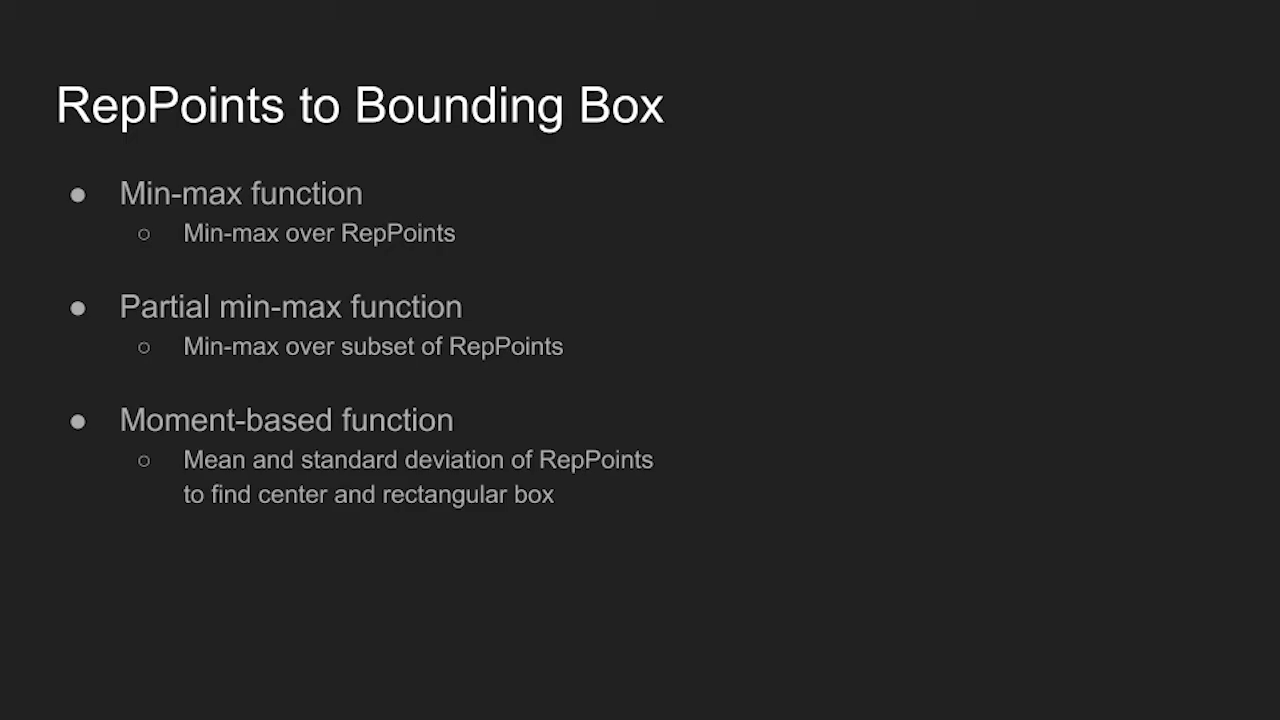 RepPoints to Bounding Box
● Min-max function
○ Min-max over RepPoints
● Partial min-max function
○ Min-max over subset of RepPoints
● Moment-based function
○ Mean and standard deviation of RepPoints
to find center and rectangular box